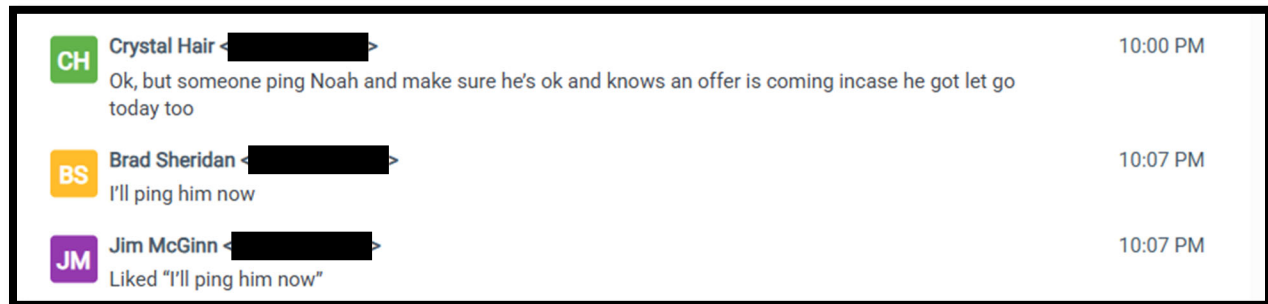 CH
Crystal Hair < >
10:00 PM
Ok, but someone ping Noah and make sure he’s ok and knows an offer is coming incase he got let go
today too
BS
Brad Sheridan < >
10:07 PM
I’ll ping him now
JM
Jim McGinn < >
10:07 PM
Liked “I’ll ping him now”